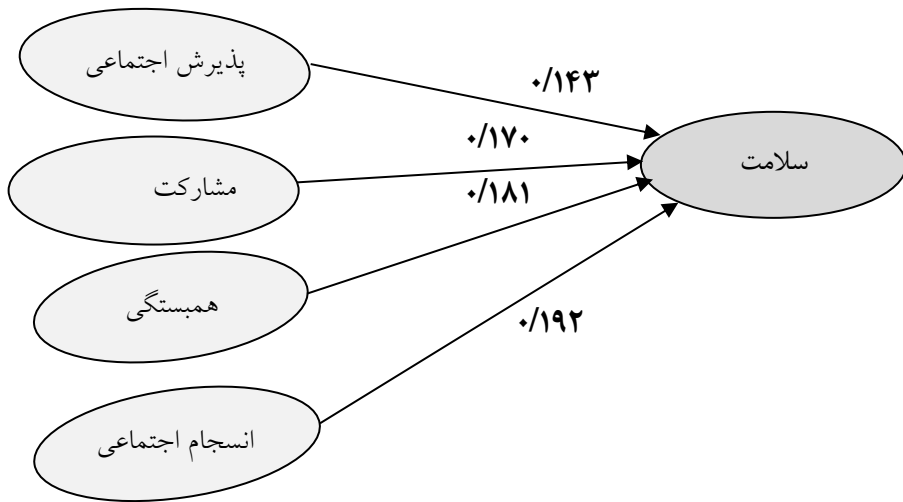 پذیرش اجتماعی
۰/۱۴۳
۰/۱۷۰
سلامت
مشارکت
۰/۱۸۱
همبستگی
۰/۱۹۲
انسجام اجتماعی